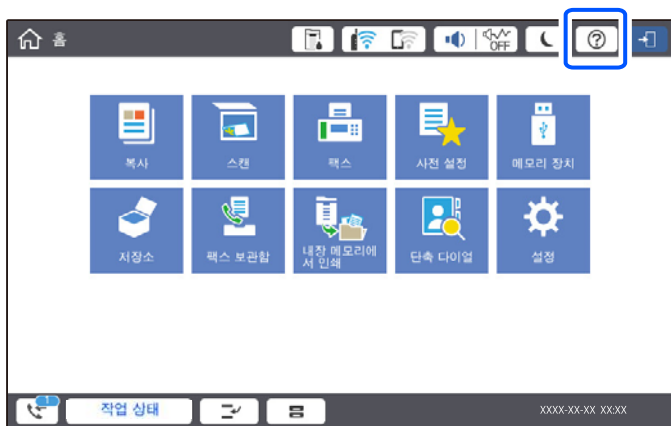 홈
OFF
?
복사
스캔
팩스
사전 설정
메모리 장치
저장소
팩스 보관함
내장 메모리에
서 인쇄
단축 다이얼
설정
1
작업 상태
XXXX-XX-XX XX:XX